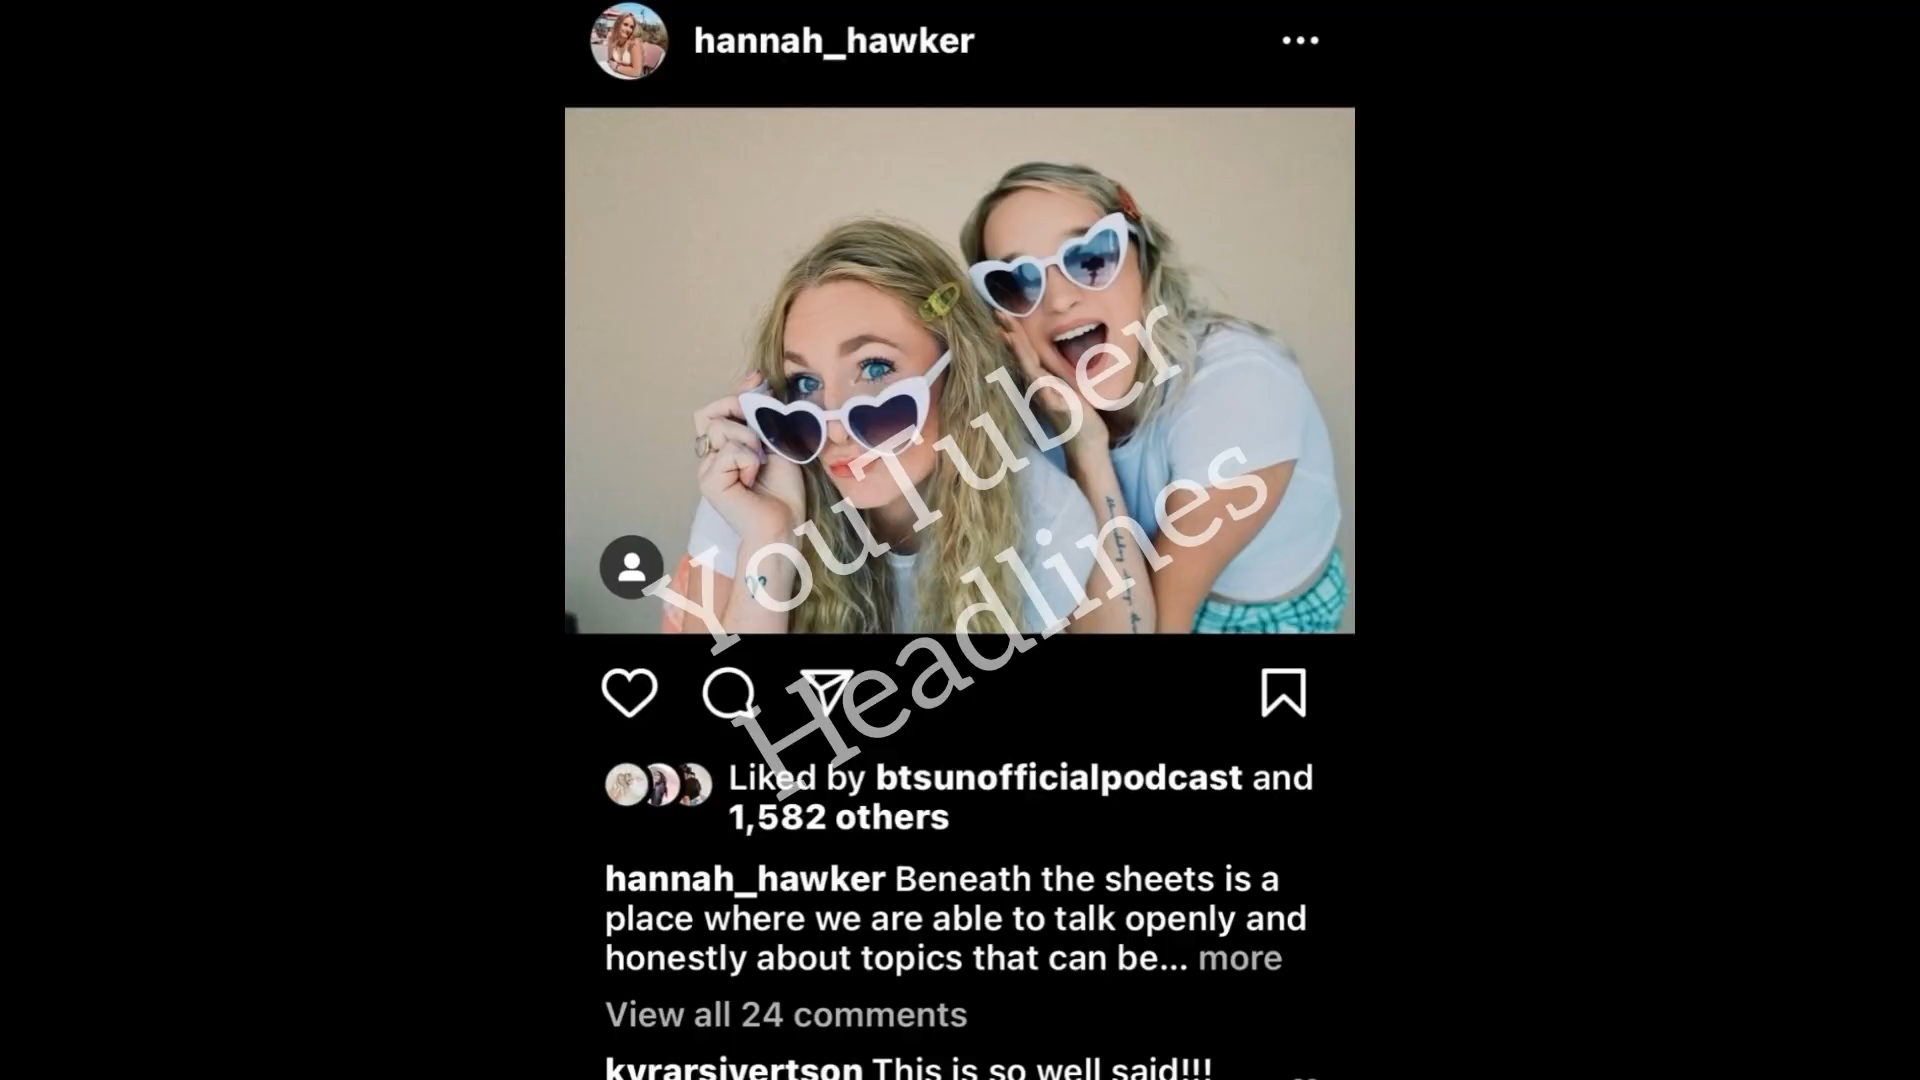 hannah_hawker
YouTuber
Headlines
Liked by btsunofficialpodcast and
1,582 others
hannah_hawker Beneath the sheets is a
place where we are able to talk openly and
honestly about topics that can be... more
View all 24 comments
kyrarsivertson This is so well said!!!